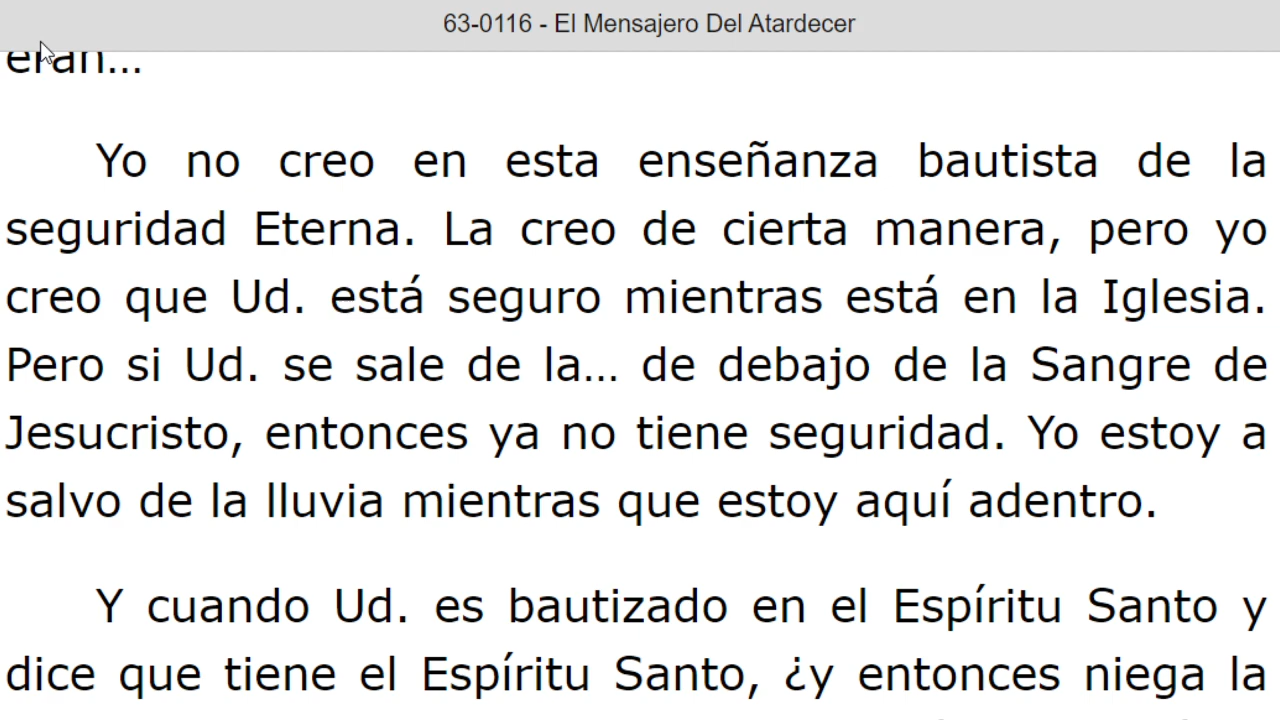 63-0116 - El Mensajero Del Atardecer
eran...
Yo no creo en esta enseñanza bautista de la
seguridad Eterna. La creo de cierta manera, pero yo
creo que Ud. está seguro mientras está en la Iglesia.
Pero si Ud. se sale de la... de debajo de la Sangre de
Jesucristo, entonces ya no tiene seguridad. Yo estoy a
salvo de la lluvia mientras que estoy aquí adentro.
Y cuando Ud. es bautizado en el Espíritu Santo y
dice que tiene el Espíritu Santo, ¿y entonces niega la